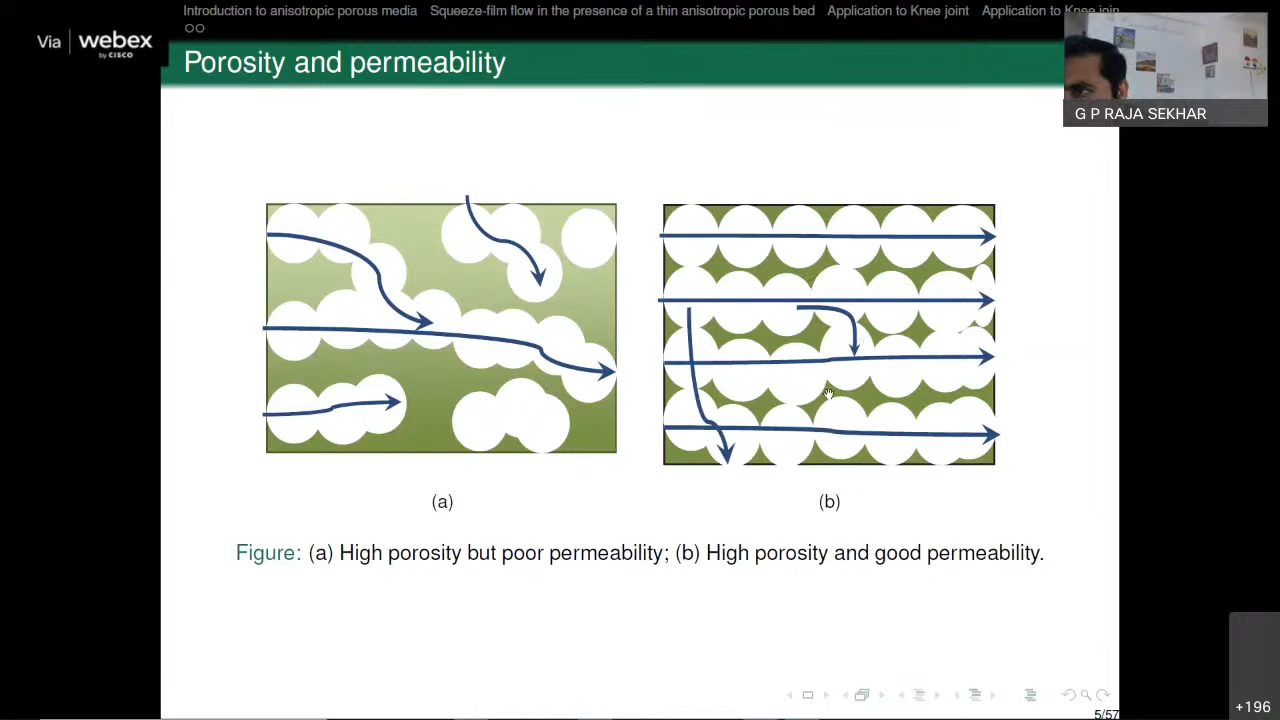 Introduction to anisotropic porous media Squeeze-film flow in the presence of a thin anisotropic porous bed Application to Knee joint Application to Knee join
Via webex
by CISCO
Porosity and permeability
G P RAJA SEKHAR
(a)
(b)
Figure: (a) High porosity but poor permeability; (b) High porosity and good permeability.
+196
5/57